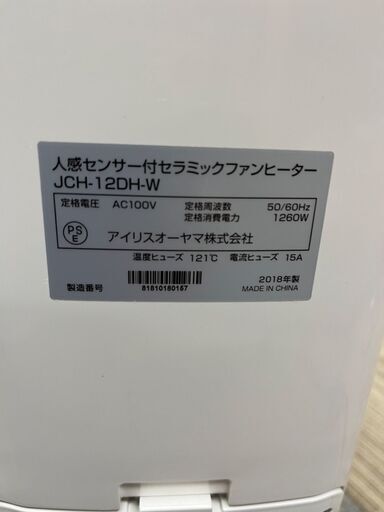 人感センサー付セラミックファンヒーター
JCH-12DH-W
定格電圧 AC100V 定格周波数 50/60Hz
定格消費電力 1260W
PS
E
アイリスオーヤマ株式会社
温度ヒューズ 121℃ 電流ヒューズ 15A
2018年製
製造番号 MADE IN CHINA
81810160157